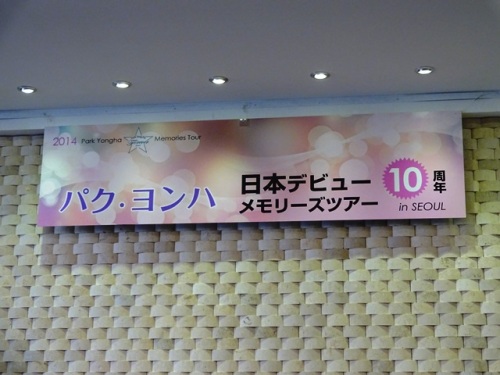 2014 Park Yongha Memories Tour
パク・ヨンハ
日本デビュー
メモリーズツアー
10周年
in SEOUL